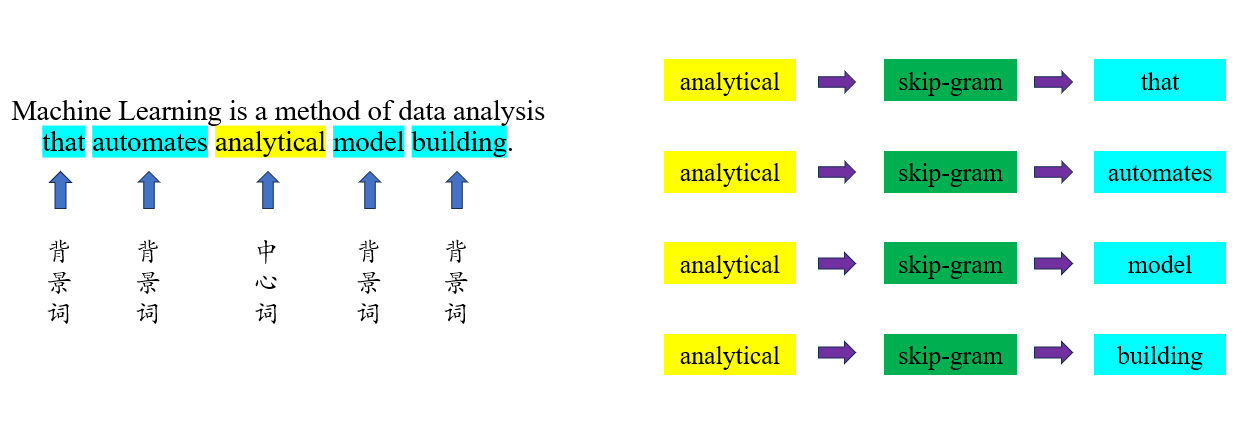 Machine Learning is a method of data analysis
that automates analytical model building.
背景词
背景词
中心词
背景词
背景词
analytical skip-gram that
analytical skip-gram automates
analytical skip-gram model
analytical skip-gram building